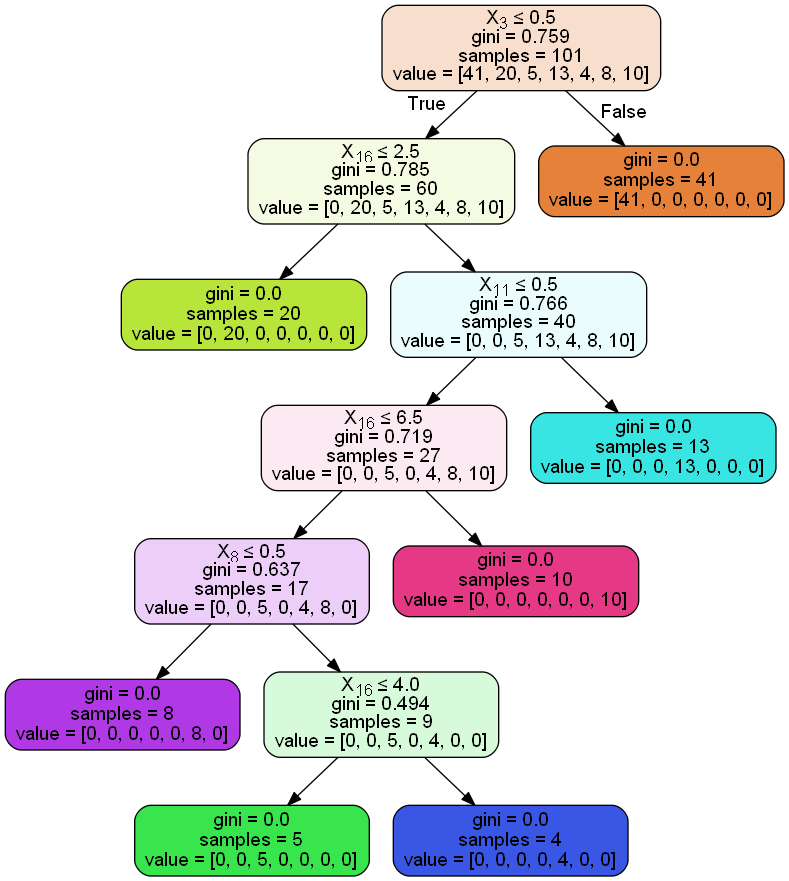 X₃ ≤ 0.5
gini = 0.759
samples = 101
value = [41, 20, 5, 13, 4, 8, 10]
True
False
X₁₆ ≤ 2.5
gini = 0.785
samples = 60
value = [0, 20, 5, 13, 4, 8, 10]
gini = 0.0
samples = 41
value = [41, 0, 0, 0, 0, 0, 0]
gini = 0.0
samples = 20
value = [0, 20, 0, 0, 0, 0, 0]
X₁₁ ≤ 0.5
gini = 0.766
samples = 40
value = [0, 0, 5, 13, 4, 8, 10]
X₁₆ ≤ 6.5
gini = 0.719
samples = 27
value = [0, 0, 5, 0, 4, 8, 10]
gini = 0.0
samples = 13
value = [0, 0, 0, 13, 0, 0, 0]
X₈ ≤ 0.5
gini = 0.637
samples = 17
value = [0, 0, 5, 0, 4, 8, 0]
gini = 0.0
samples = 10
value = [0, 0, 0, 0, 0, 0, 10]
gini = 0.0
samples = 8
value = [0, 0, 0, 0, 0, 8, 0]
X₁₆ ≤ 4.0
gini = 0.494
samples = 9
value = [0, 0, 5, 0, 4, 0, 0]
gini = 0.0
samples = 5
value = [0, 0, 5, 0, 0, 0, 0]
gini = 0.0
samples = 4
value = [0, 0, 0, 0, 4, 0, 0]